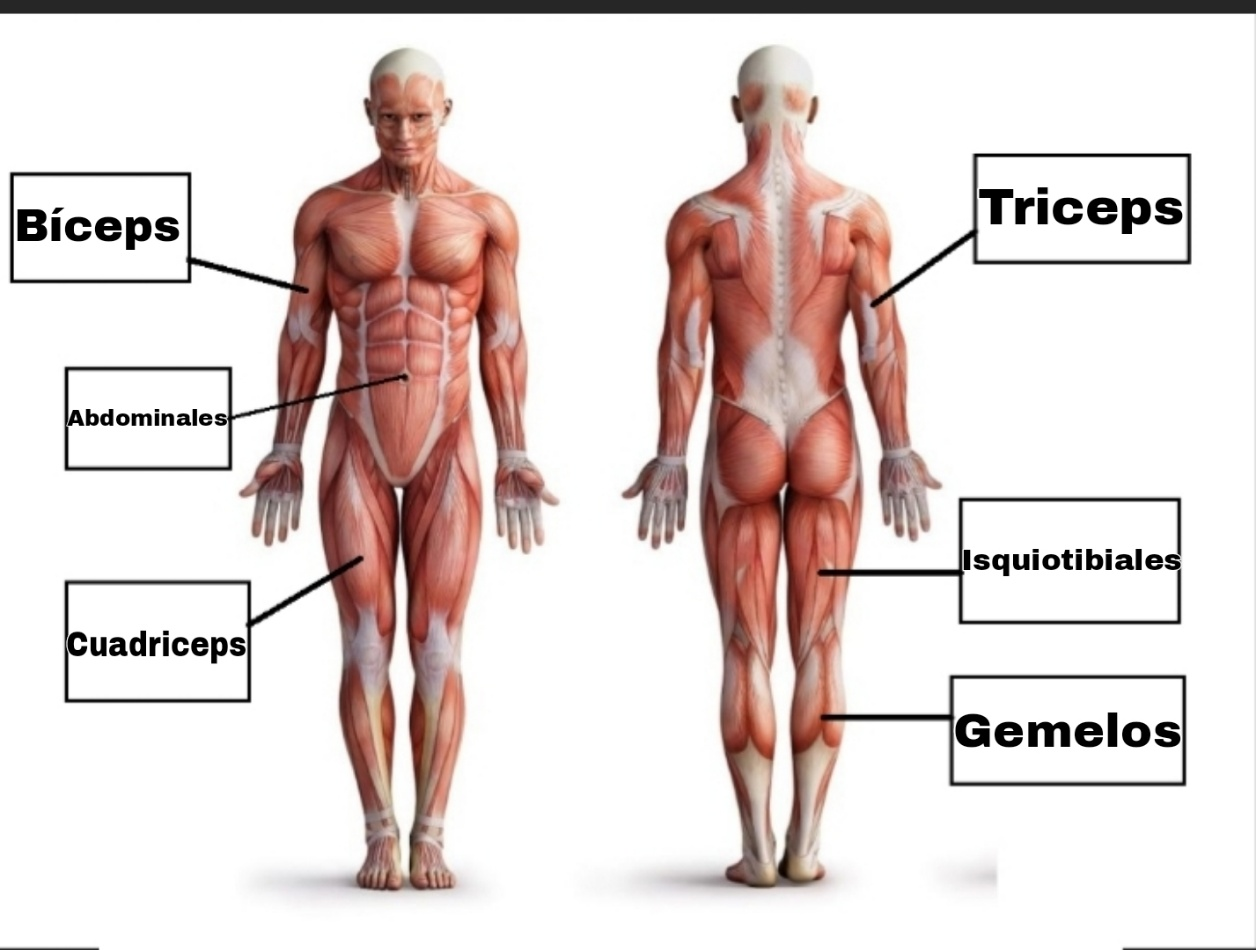 Bíceps
Abdominales
Cuadriceps
Triceps
Isquiotibiales
Gemelos